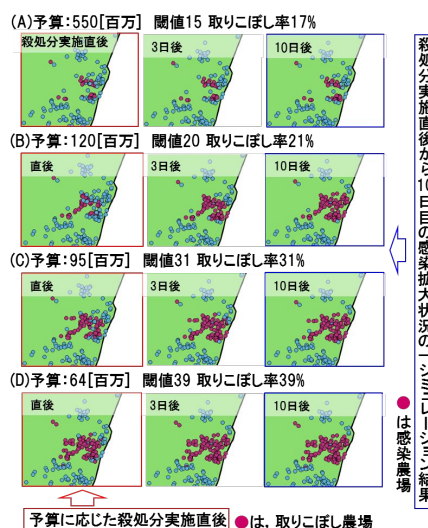 (A)予算:550[百万] 閾値15 取りこぼし率17%
殺処分実施直後
3日後
10日後
(B)予算:120[百万] 閾値20 取りこぼし率21%
直後
3日後
10日後
(C)予算:95[百万] 閾値31 取りこぼし率31%
直後
3日後
10日後
(D)予算:64[百万] 閾値39 取りこぼし率39%
直後
3日後
10日後
殺処分実施直後から10日目の感染拡大状況の一シミュレーション結果
●は感染農場
予算に応じた殺処分実施直後
●は，取りこぼし農場